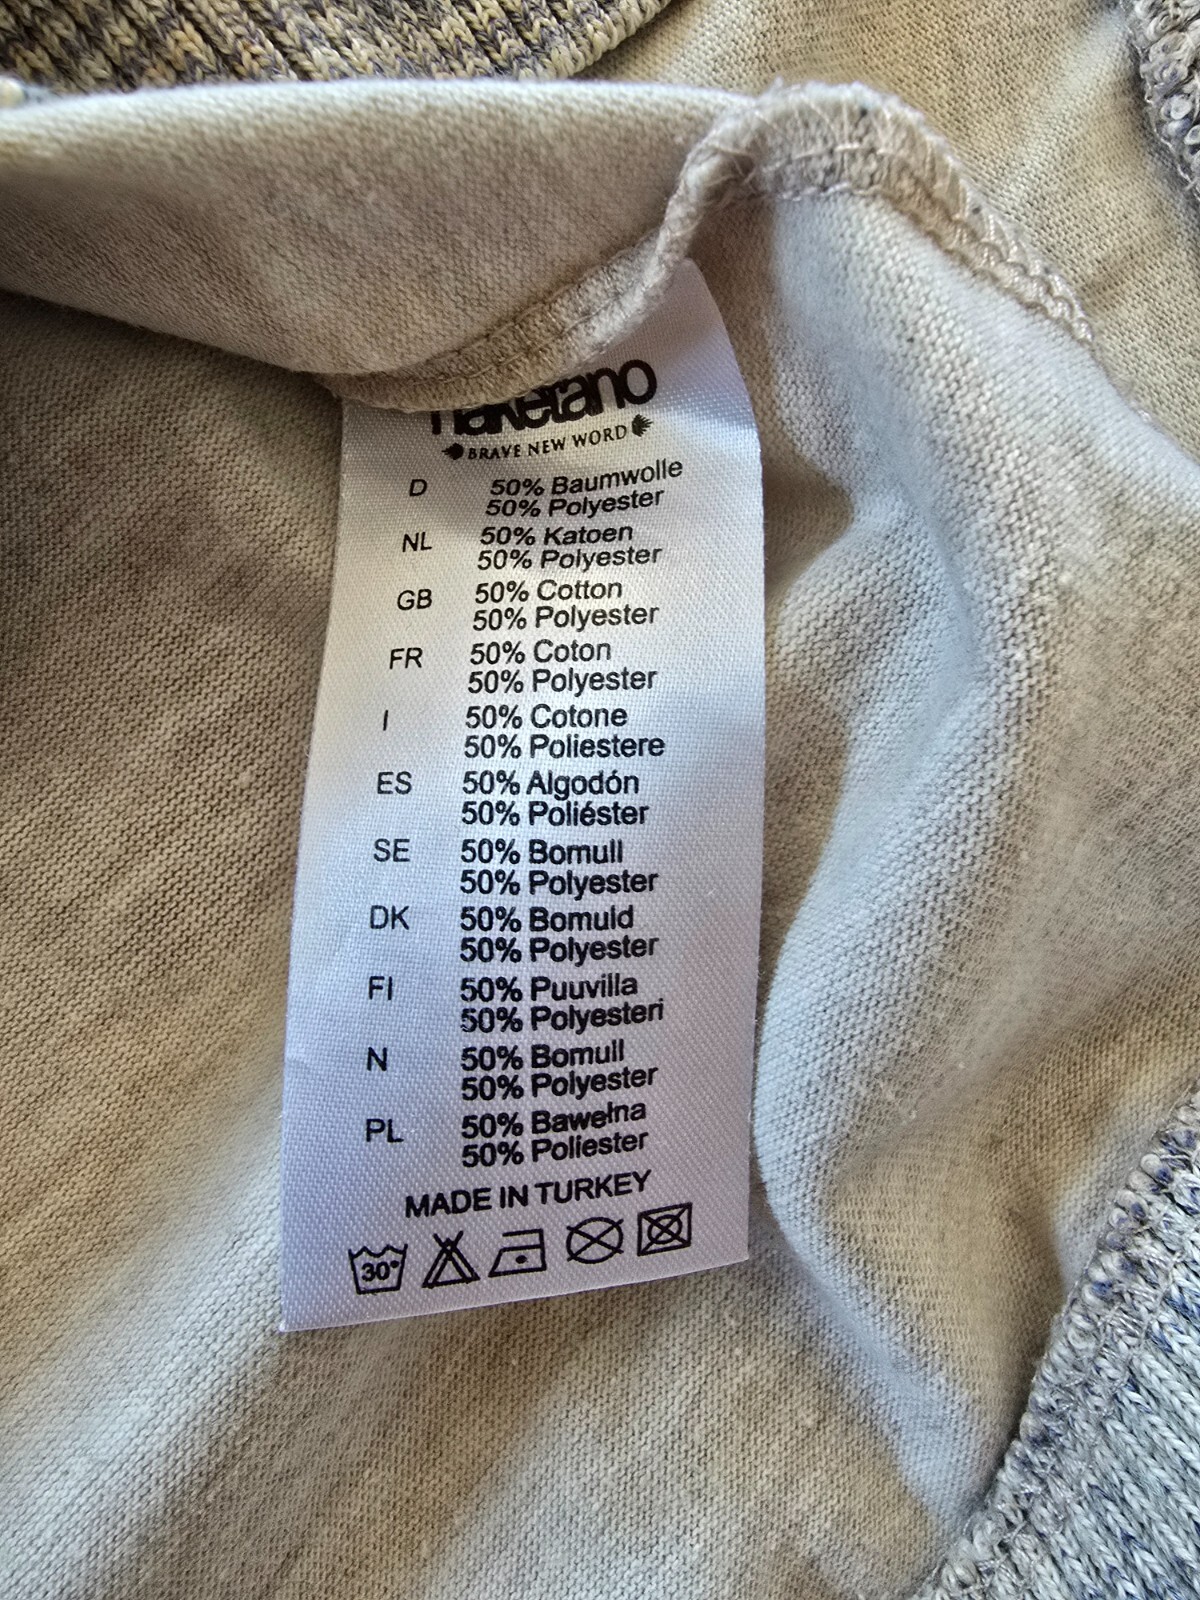 naketano
BRAVE NEW WORD
D 50% Baumwolle
50% Polyester
NL 50% Katoen
50% Polyester
GB 50% Cotton
50% Polyester
FR 50% Coton
50% Polyester
I 50% Cotone
50% Poliestere
ES 50% Algodón
50% Poliéster
SE 50% Bomull
50% Polyester
DK 50% Bomuld
50% Polyester
FI 50% Puuvilla
50% Polyesteri
N 50% Bomull
50% Polyester
PL 50% Bawełna
50% Poliester
MADE IN TURKEY
30°